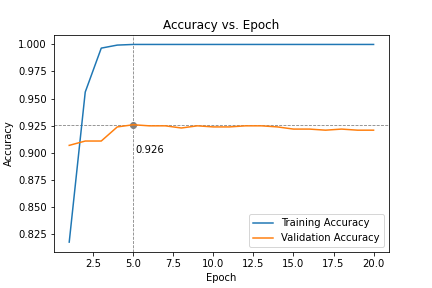 Accuracy vs. Epoch
Accuracy
1.000
0.975
0.950
0.925
0.900
0.875
0.850
0.825
0.926
Training Accuracy
Validation Accuracy
2.5 5.0 7.5 10.0 12.5 15.0 17.5 20.0
Epoch